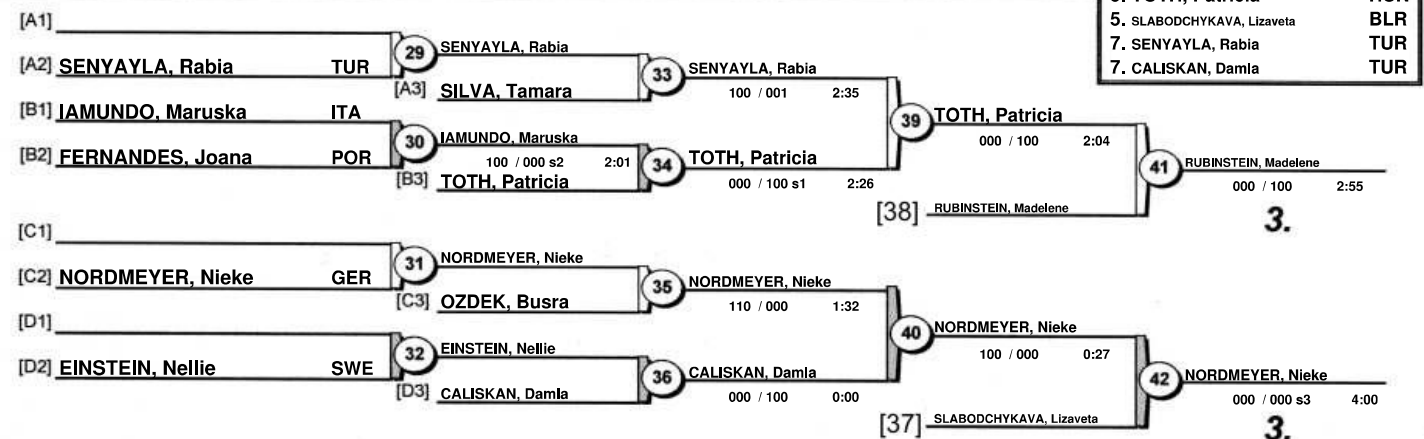 5. TOTH, Patricia HUN
5. SLABODCHYKAVA, Lizaveta BLR
7. SENYAYLA, Rabia TUR
7. CALISKAN, Damla TUR
[A1]
[A2] SENYAYLA, Rabia TUR
29
SENYAYLA, Rabia
[A3] SILVA, Tamara
33
SENYAYLA, Rabia
100 / 001 2:35
[B1] IAMUNDO, Maruska ITA
[B2] FERNANDES, Joana POR
30
IAMUNDO, Maruska
100 / 000 s2 2:01
[B3] TOTH, Patricia
34
TOTH, Patricia
000 / 100 s1 2:26
39
TOTH, Patricia
000 / 100 2:04
[38] RUBINSTEIN, Madelene
41
RUBINSTEIN, Madelene
000 / 100 2:55
3.
[C1]
[C2] NORDMEYER, Nieke GER
31
NORDMEYER, Nieke
[C3] OZDEK, Busra
35
NORDMEYER, Nieke
110 / 000 1:32
[D1]
[D2] EINSTEIN, Nellie SWE
32
EINSTEIN, Nellie
[D3] CALISKAN, Damla
36
CALISKAN, Damla
000 / 100 0:00
40
NORDMEYER, Nieke
100 / 000 0:27
[37] SLABODCHYKAVA, Lizaveta
42
NORDMEYER, Nieke
000 / 000 s3 4:00
3.